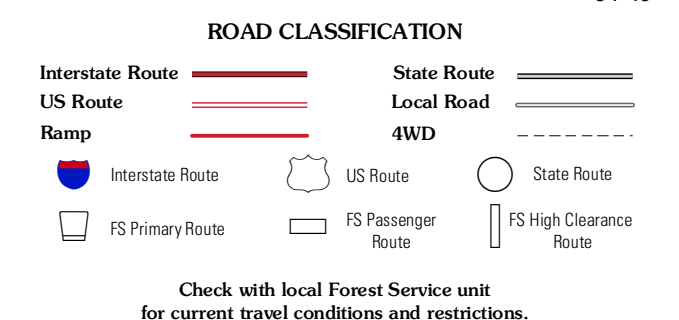 ROAD CLASSIFICATION
Interstate Route
State Route
US Route
Local Road
Ramp
4WD
Interstate Route
US Route
State Route
FS Primary Route
FS Passenger
Route
FS High Clearance
Route
Check with local Forest Service unit
for current travel conditions and restrictions.